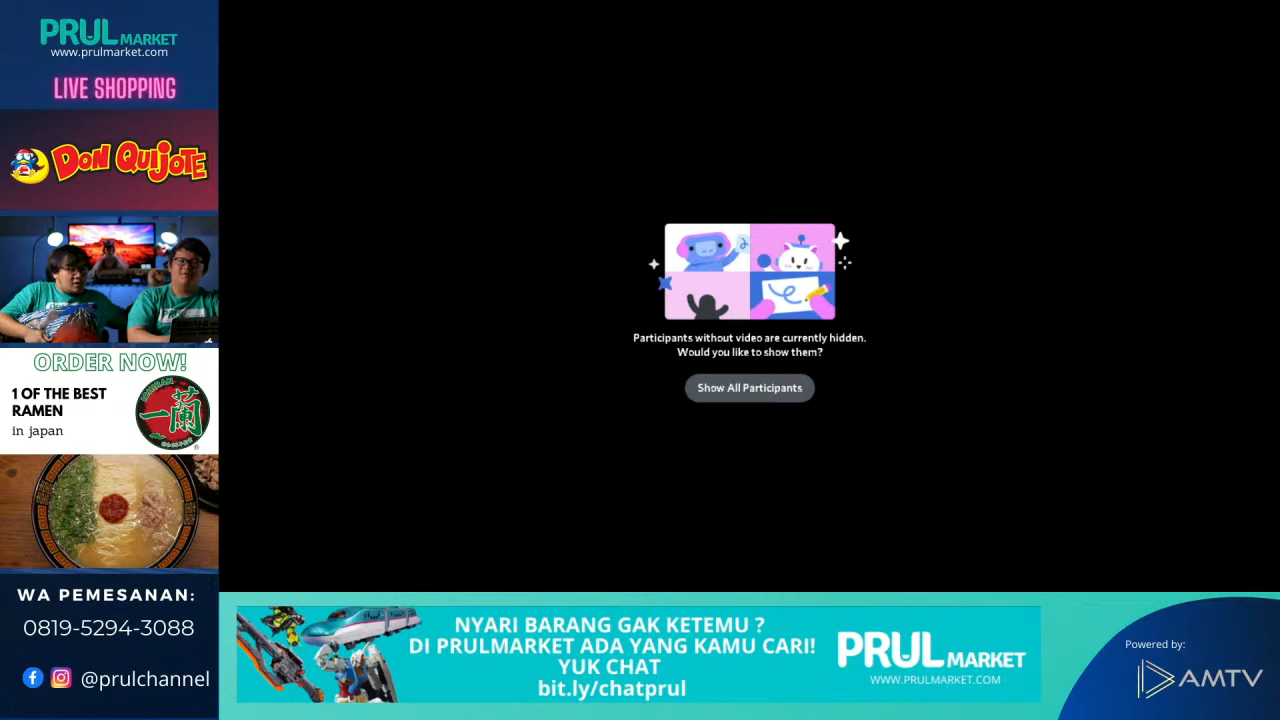 PRUL MARKET
www.prulmarket.com
LIVE SHOPPING
DON QUIJOTE
ORDER NOW!
1 OF THE BEST
RAMEN
in japan
ICHIRAN
一蘭
®
WA PEMESANAN:
0819-5294-3088
@prulchannel
Participants without video are currently hidden.
Would you like to show them?
Show All Participants
NYARI BARANG GAK KETEMU ?
DI PRULMARKET ADA YANG KAMU CARI!
YUK CHAT
bit.ly/chatprul
PRUL MARKET
WWW.PRULMARKET.COM
Powered by:
AMTV